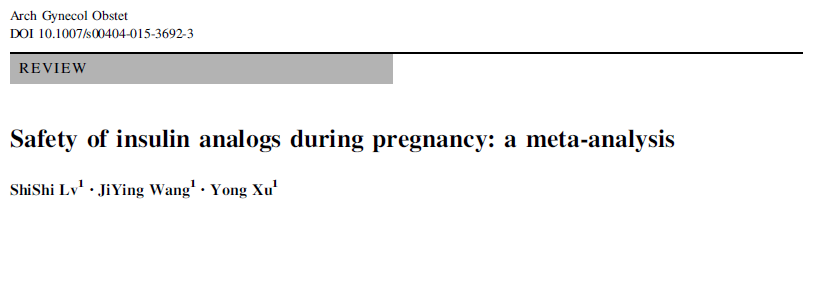 Arch Gynecol Obstet
DOI 10.1007/s00404-015-3692-3
REVIEW
Safety of insulin analogs during pregnancy: a meta-analysis
ShiShi Lv1 · JiYing Wang1 · Yong Xu1